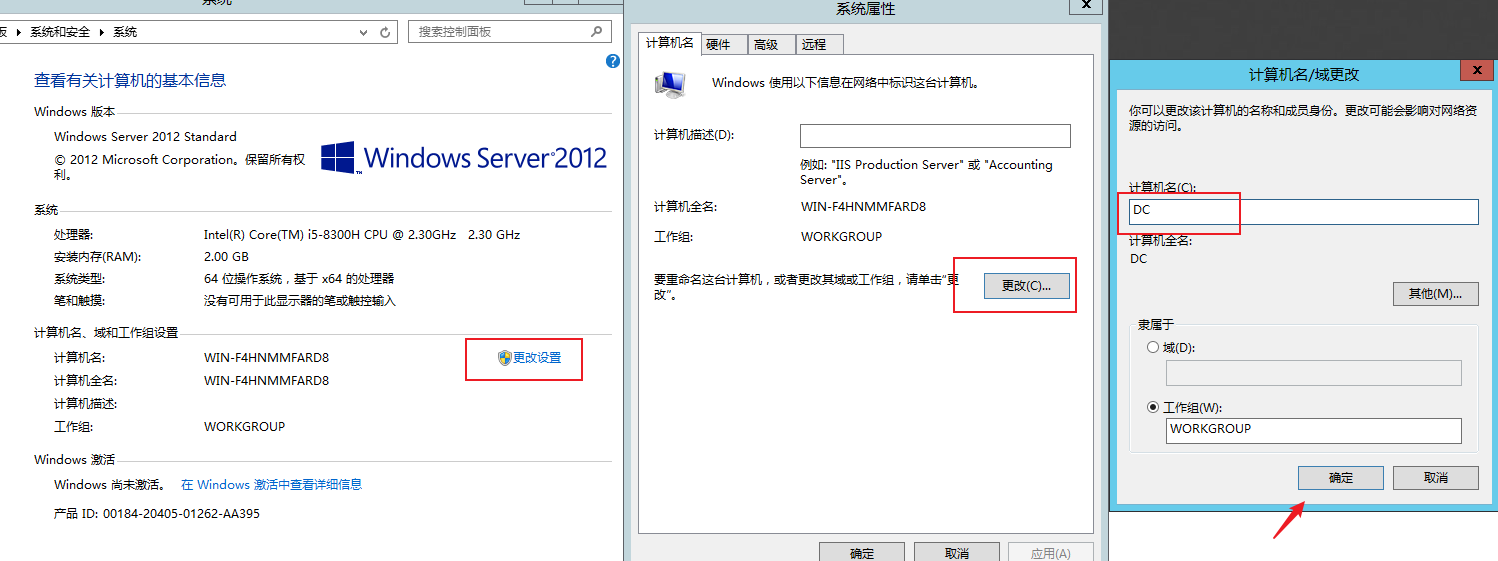 系统
板 ▸ 系统和安全 ▸ 系统
搜索控制面板
查看有关计算机的基本信息
Windows 版本
Windows Server 2012 Standard
© 2012 Microsoft Corporation。保留所有权
利。
Windows Server 2012
系统
处理器: Intel(R) Core(TM) i5-8300H CPU @ 2.30GHz 2.30 GHz
安装内存(RAM): 2.00 GB
系统类型: 64 位操作系统，基于 x64 的处理器
笔和触摸: 没有可用于此显示器的笔或触控输入
计算机名、域和工作组设置
计算机名: WIN-F4HNMMFARD8
更改设置
计算机全名: WIN-F4HNMMFARD8
计算机描述:
工作组: WORKGROUP
Windows 激活
Windows 尚未激活。 在 Windows 激活中查看详细信息
产品 ID: 00184-20405-01262-AA395
系统属性
计算机名 硬件 高级 远程
Windows 使用以下信息在网络中标识这台计算机。
计算机描述(D):
例如: "IIS Production Server" 或 "Accounting
Server"。
计算机全名: WIN-F4HNMMFARD8
工作组: WORKGROUP
要重命名这台计算机，或者更改其域或工作组，请单击“更
改”。
更改(C)...
确定 取消 应用(A)
计算机名/域更改
你可以更改该计算机的名称和成员身份。更改可能会影响对网络资
源的访问。
计算机名(C):
DC
计算机全名:
DC
其他(M)...
隶属于
域(D):
工作组(W):
WORKGROUP
确定 取消